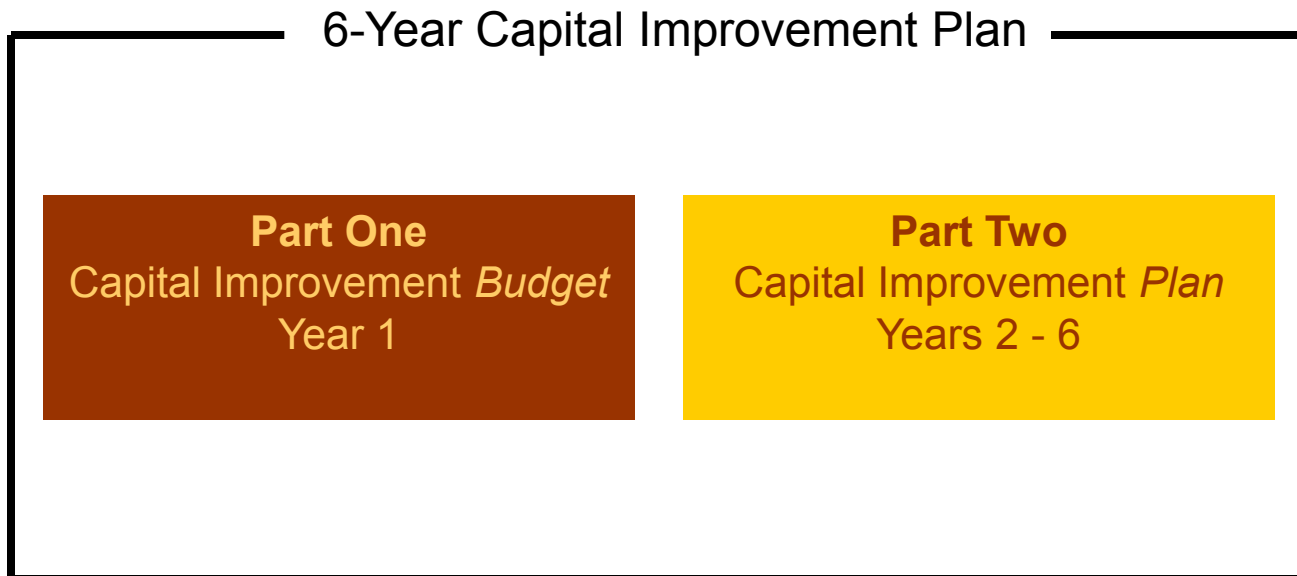 6-Year Capital Improvement Plan
Part One
Capital Improvement Budget
Year 1
Part Two
Capital Improvement Plan
Years 2 - 6